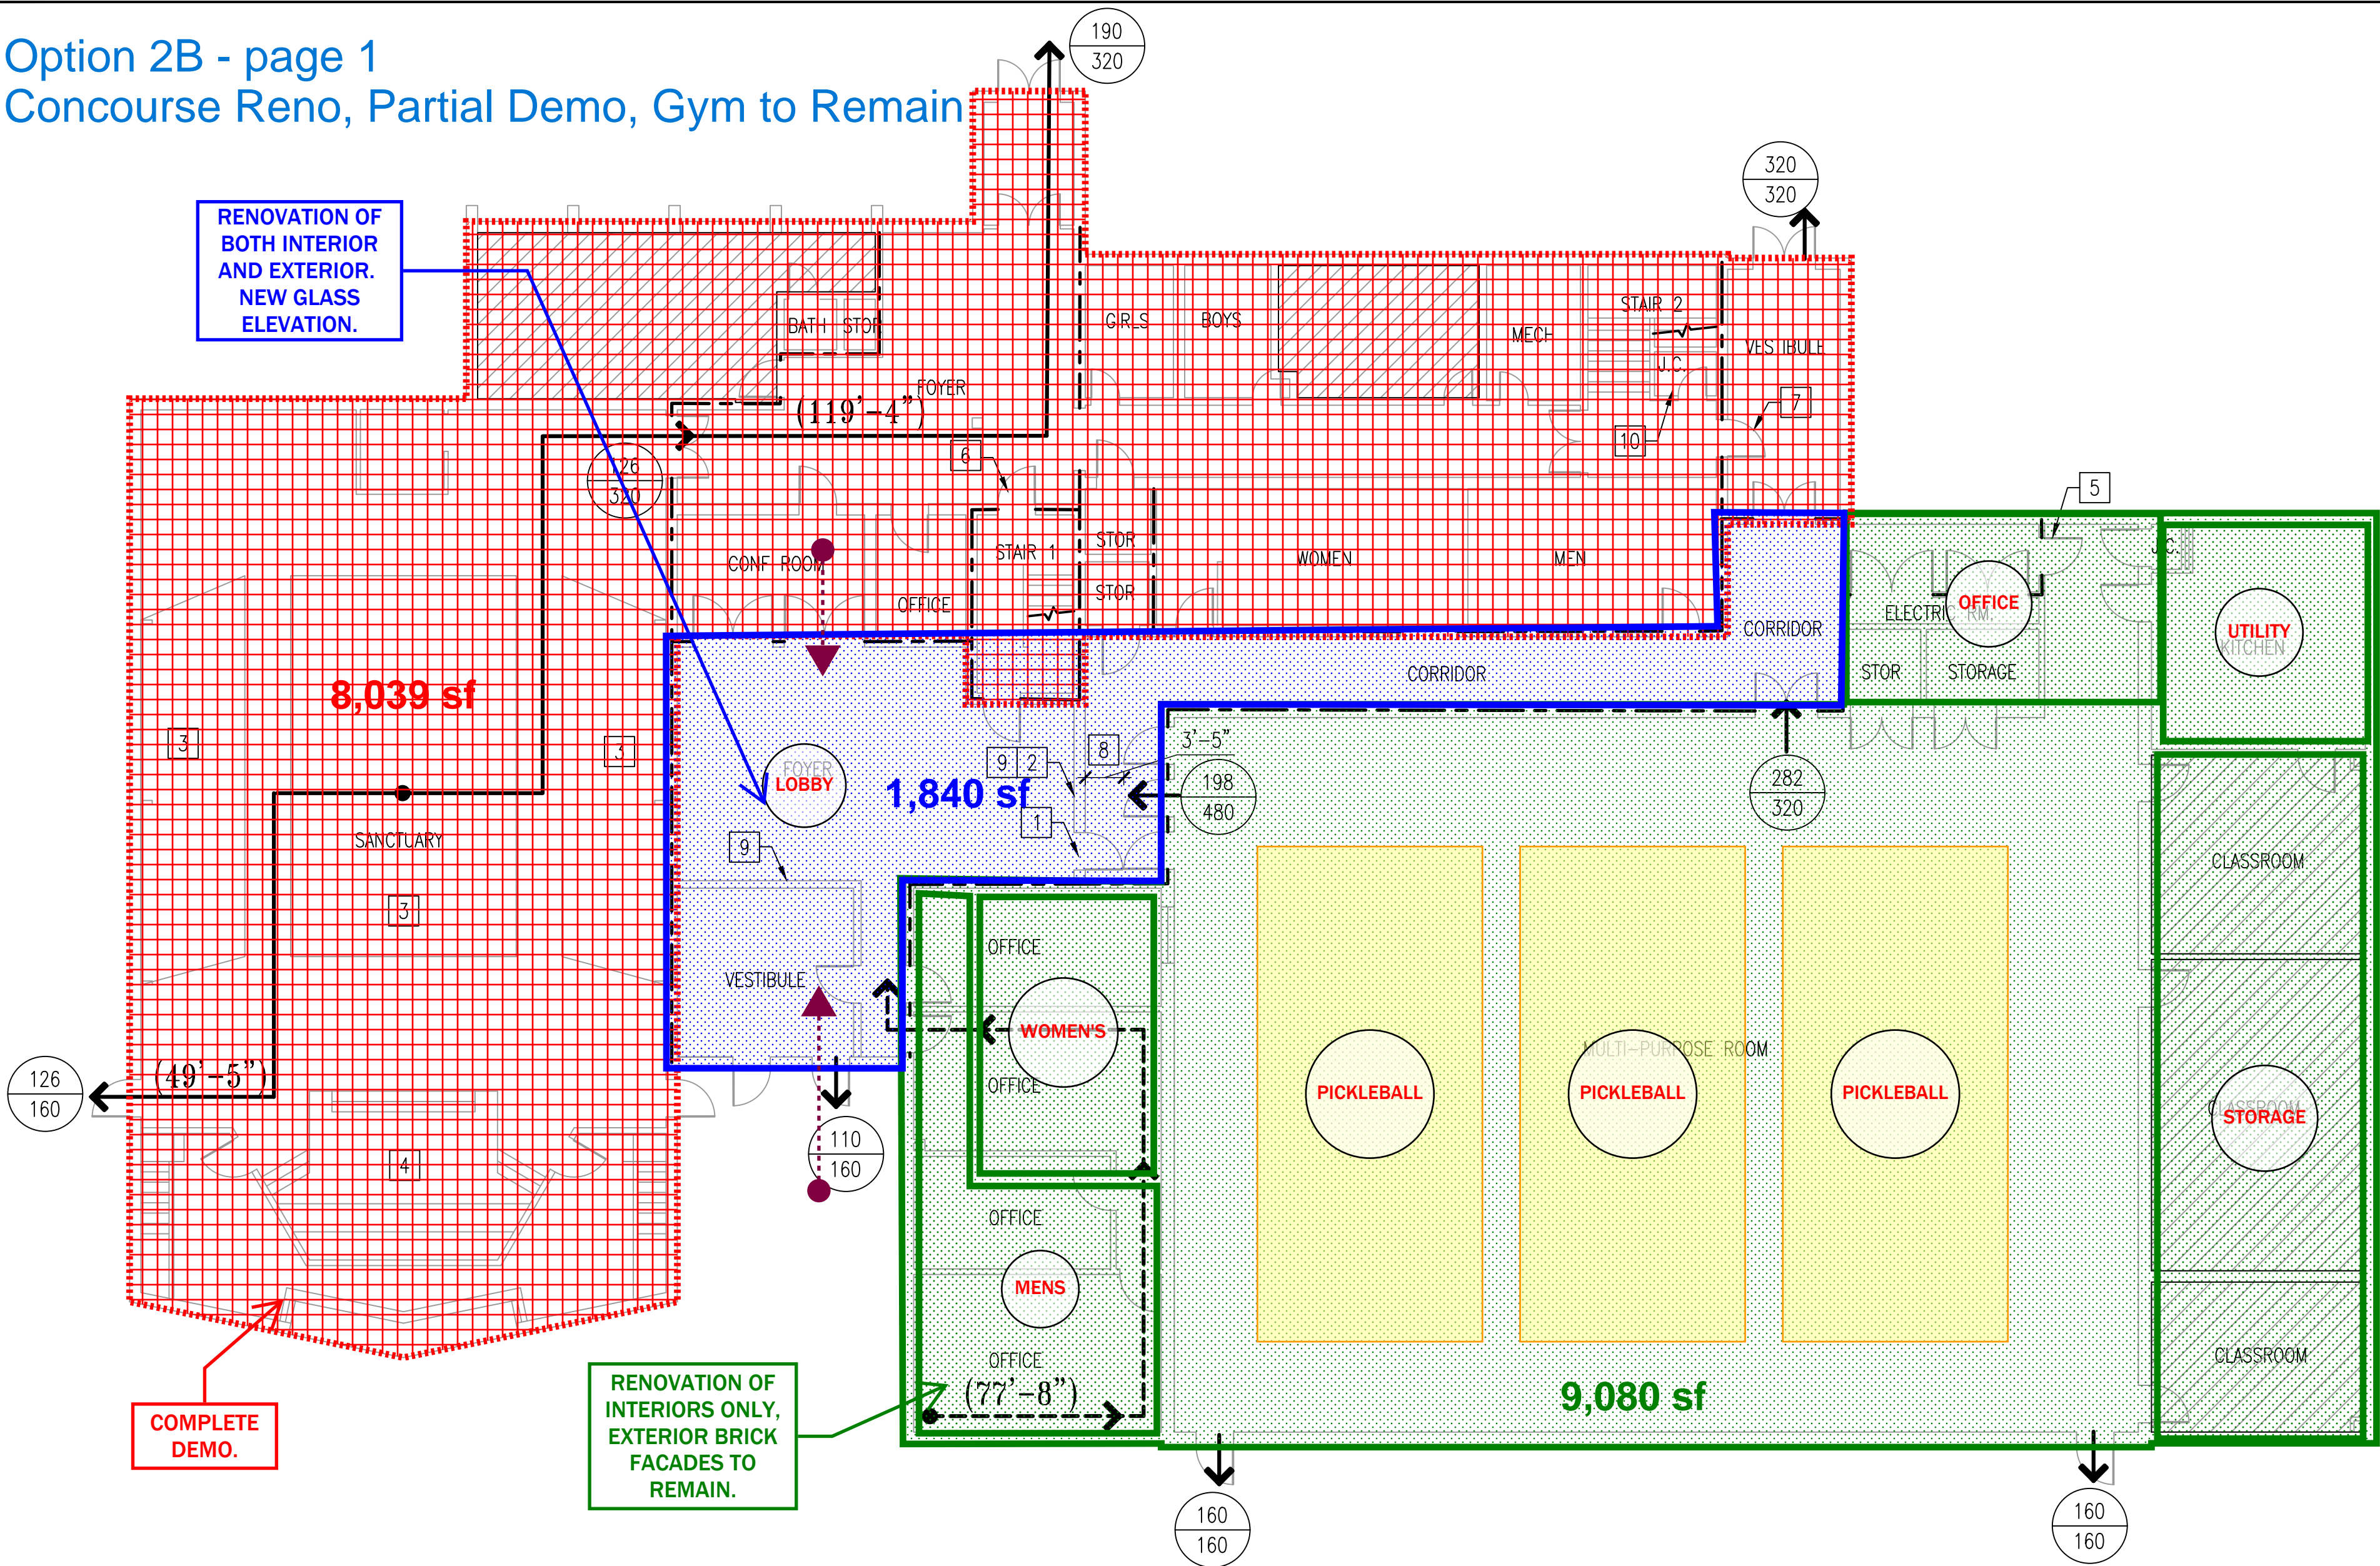 Option 2B - page 1
Concourse Reno, Partial Demo, Gym to Remain
190
320
320
320
RENOVATION OF
BOTH INTERIOR
AND EXTERIOR.
NEW GLASS
ELEVATION.
BATH STOR
GIRLS
BOYS
MECH
STAIR 2
J.C.
VESTIBULE
FOYER
(119'-4")
7
10
6
126
320
5
STAIR 1
STOR
CONF ROOM
WOMEN
MEN
J.C.
STOR
OFFICE
CORRIDOR
ELECTRIC RM
OFFICE
UTILITY
KITCHEN
CORRIDOR
STOR
STORAGE
8,039 sf
3
3
9
2
8
3'-5"
FOYER
LOBBY
1,840 sf
198
480
282
320
1
SANCTUARY
9
CLASSROOM
3
OFFICE
VESTIBULE
WOMEN'S
MULTI-PURPOSE ROOM
OFFICE
PICKLEBALL
PICKLEBALL
PICKLEBALL
CLASSROOM
STORAGE
(49'-5")
126
160
110
160
4
OFFICE
MENS
OFFICE
CLASSROOM
(77'-8")
9,080 sf
COMPLETE
DEMO.
RENOVATION OF
INTERIORS ONLY,
EXTERIOR BRICK
FACADES TO
REMAIN.
160
160
160
160